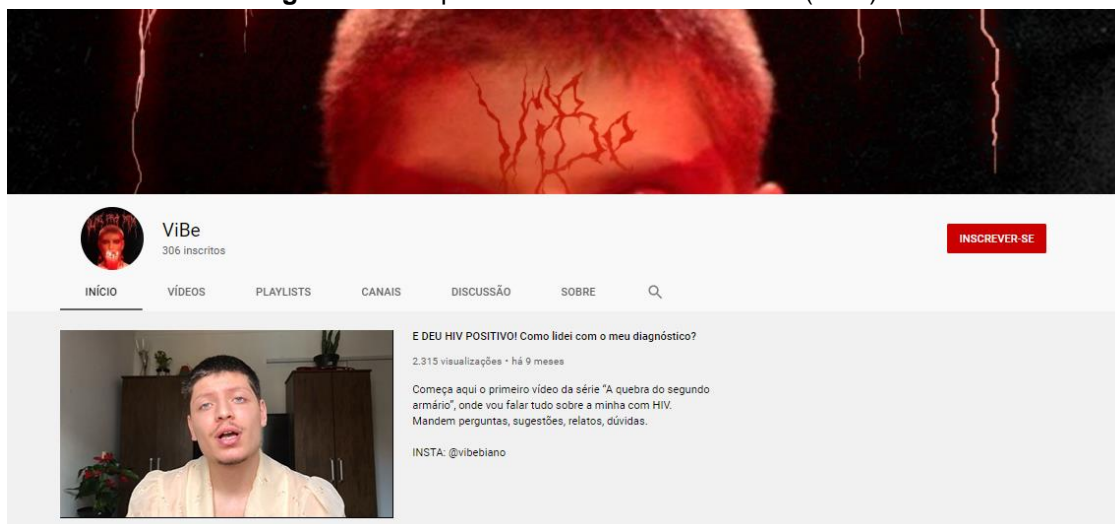 ViBe
ViBe
306 inscritos
INSCREVER-SE
INÍCIO VÍDEOS PLAYLISTS CANAIS DISCUSSÃO SOBRE
E DEU HIV POSITIVO! Como lidei com o meu diagnóstico?
2.315 visualizações • há 9 meses
Começa aqui o primeiro vídeo da série “A quebra do segundo
armário”, onde vou falar tudo sobre a minha com HIV.
Mandem perguntas, sugestões, relatos, dúvidas.
INSTA: @vibebiano